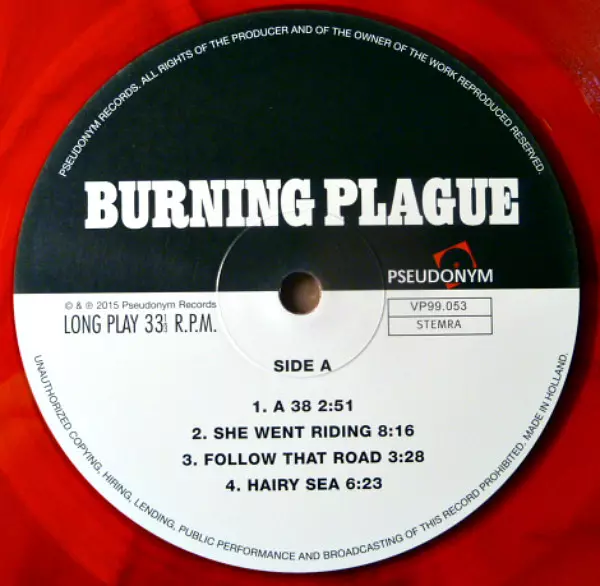 PSEUDONYM RECORDS. ALL RIGHTS OF THE PRODUCER AND OF THE OWNER OF THE WORK REPRODUCED RESERVED.
BURNING PLAGUE
PSEUDONYM
© & ℗ 2015 Pseudonym Records
LONG PLAY 33⅓ R.P.M.
VP99.053
STEMRA
SIDE A
1. A 38 2:51
2. SHE WENT RIDING 8:16
3. FOLLOW THAT ROAD 3:28
4. HAIRY SEA 6:23
UNAUTHORIZED COPYING, HIRING, LENDING, PUBLIC PERFORMANCE AND BROADCASTING OF THIS RECORD PROHIBITED. MADE IN HOLLAND.